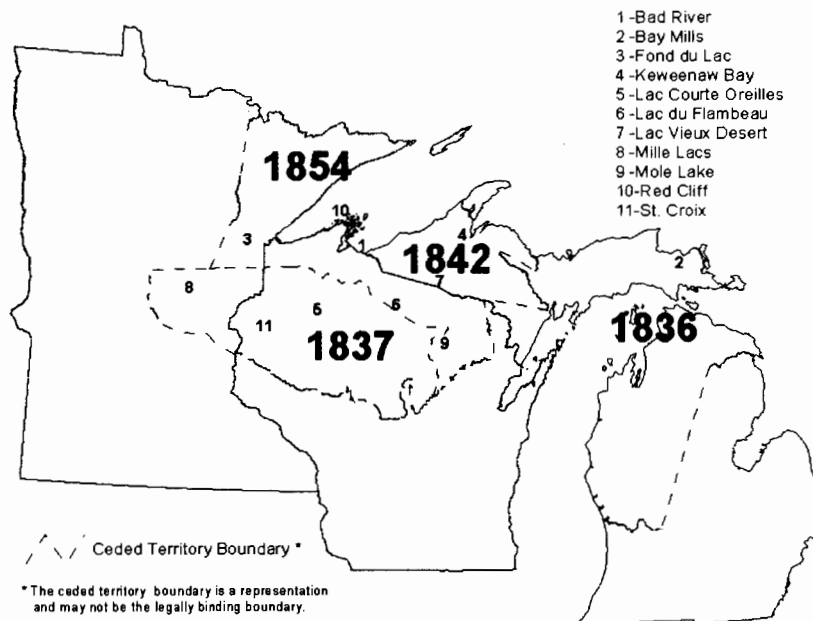 1 -Bad River
2 -Bay Mills
3 -Fond du Lac
4 -Keweenaw Bay
5 -Lac Courte Oreilles
6 -Lac du Flambeau
7 -Lac Vieux Desert
8 -Mille Lacs
9 -Mole Lake
10-Red Cliff
11-St. Croix
1854
10
3
1
4
1842
2
7
8
5
6
11
1837
9
1836
Ceded Territory Boundary *
* The ceded territory boundary is a representation
and may not be the legally binding boundary.